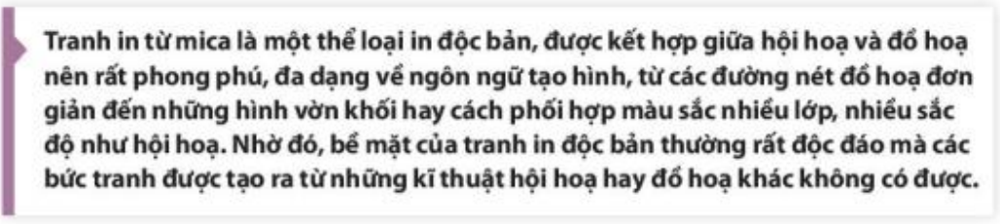 Tranh in từ mica là một thể loại in độc bản, được kết hợp giữa hội hoạ và đồ hoạ
nên rất phong phú, đa dạng về ngôn ngữ tạo hình, từ các đường nét đồ hoạ đơn
giản đến những hình vờn khối hay cách phối hợp màu sắc nhiều lớp, nhiều sắc
độ như hội hoạ. Nhờ đó, bề mặt của tranh in độc bản thường rất độc đáo mà các
bức tranh được tạo ra từ những kĩ thuật hội hoạ hay đồ hoạ khác không có được.